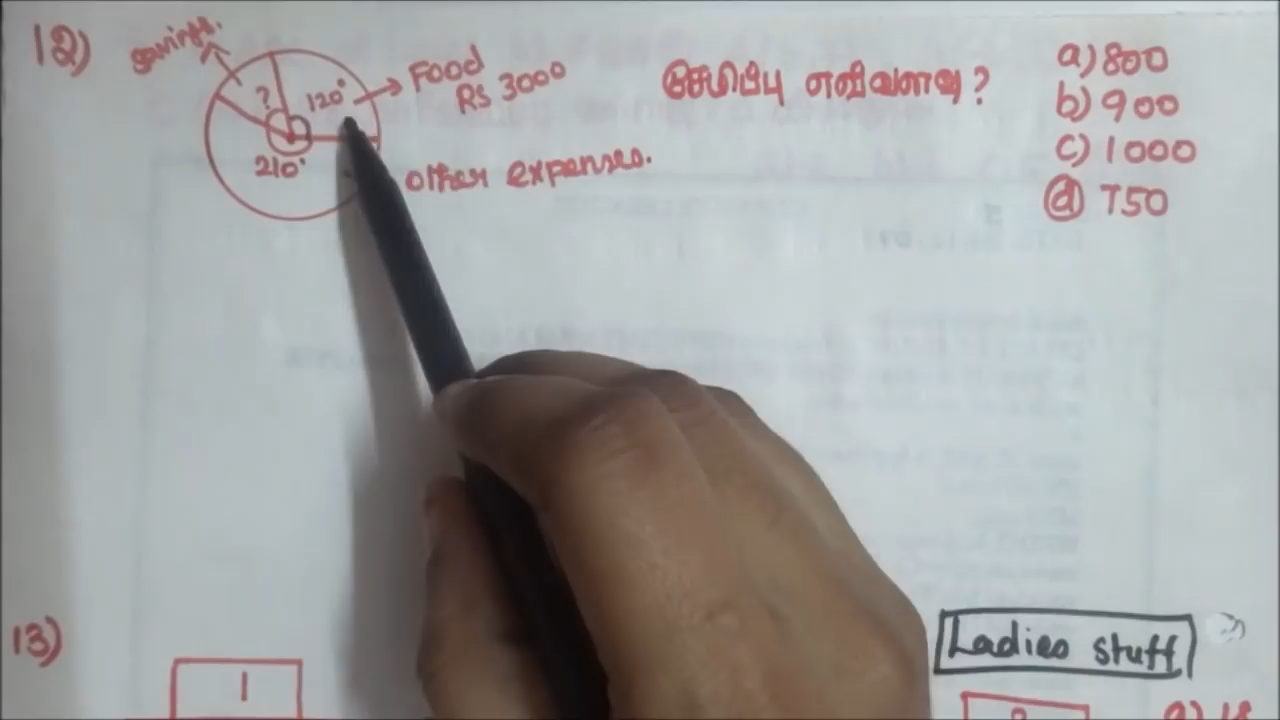 12)
savings.
?
120°
210°
Food
Rs 3000
other expenses.
சேமிப்பு எவ்வளவு?
a) 800
b) 900
c) 1000
d) 750
13)
1
Ladies stuff